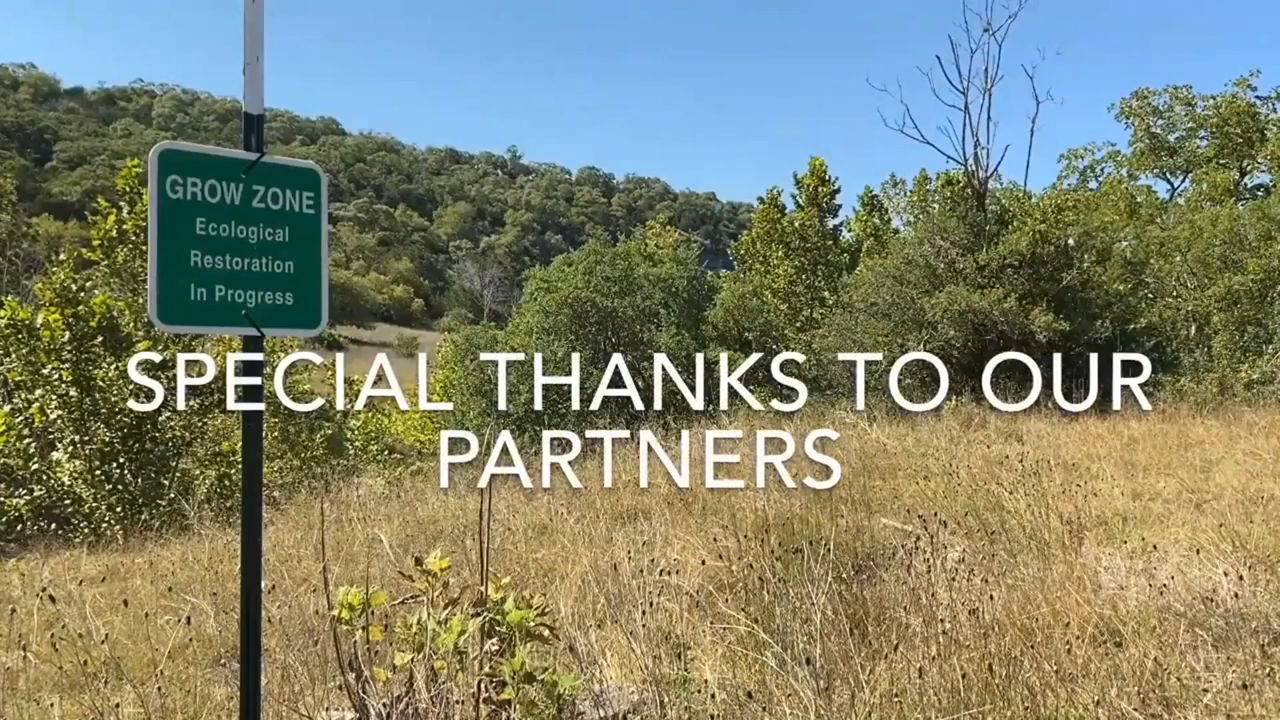 GROW ZONE
Ecological
Restoration
In Progress
SPECIAL THANKS TO OUR
PARTNERS